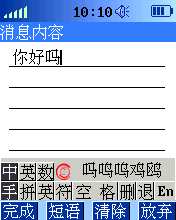 10:10
消息内容
你好吗
中英数 吗呜鸣鸡鸥
手拼英符空 格删退En
完成 短语 清除 放弃